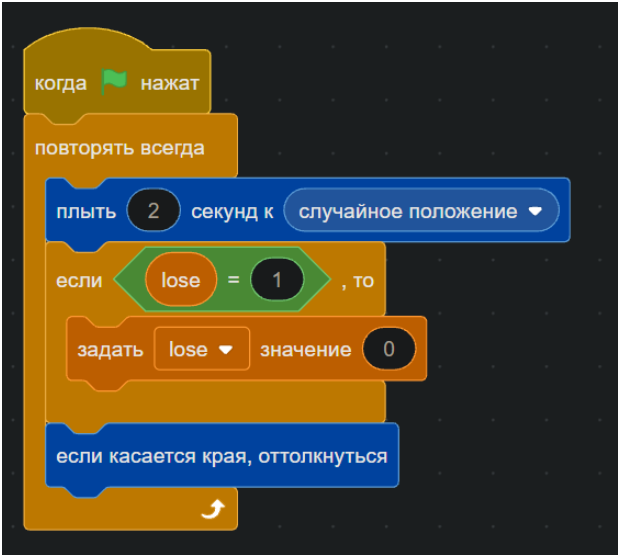 когда нажат
повторять всегда
плыть 2 секунд к случайное положение
если lose = 1 , то
задать lose значение 0
если касается края, оттолкнуться